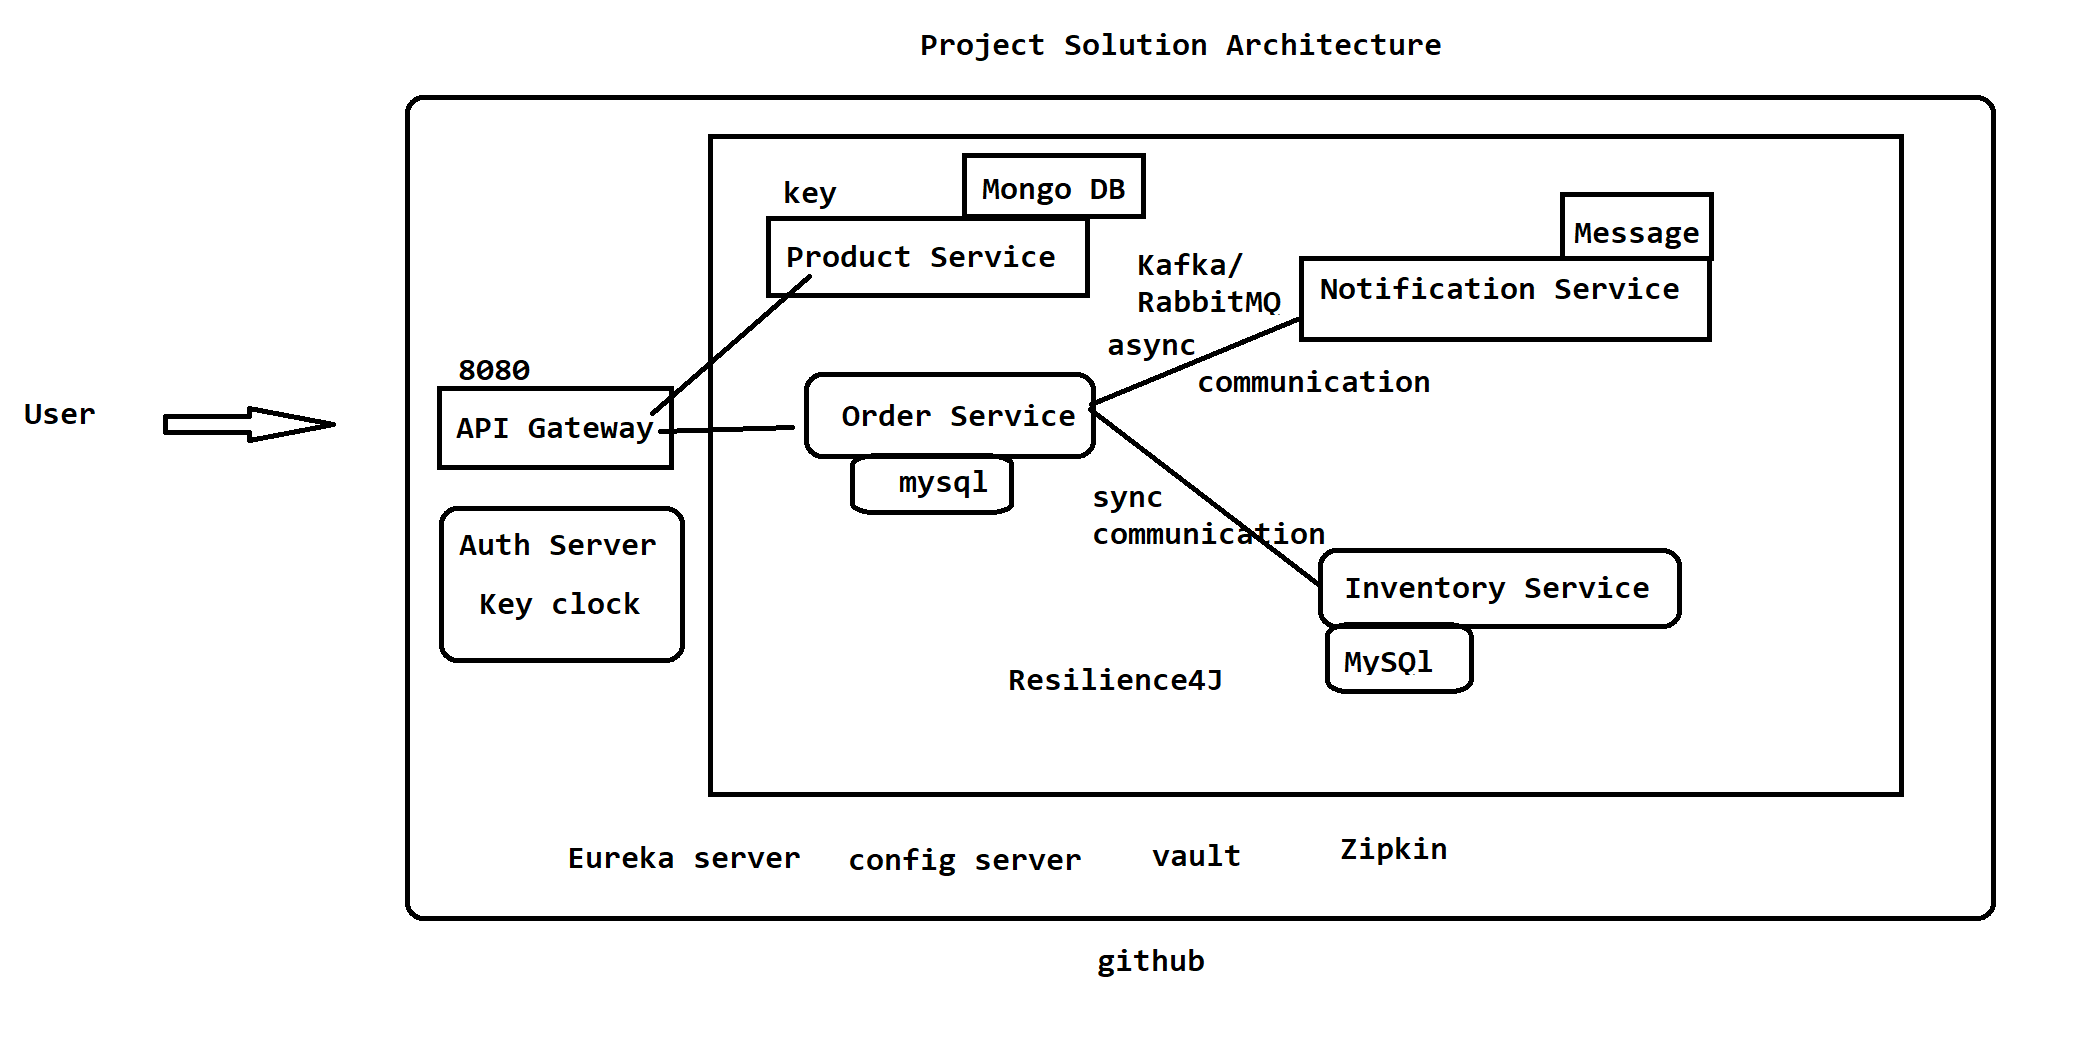 Project Solution Architecture
key
Mongo DB
Product Service
Message
Kafka/
RabbitMQ
Notification Service
async
communication
8080
User
API Gateway
Order Service
mysql
sync
communication
Auth Server
Key clock
Inventory Service
MySQl
Resilience4J
Eureka server
config server
vault
Zipkin
github